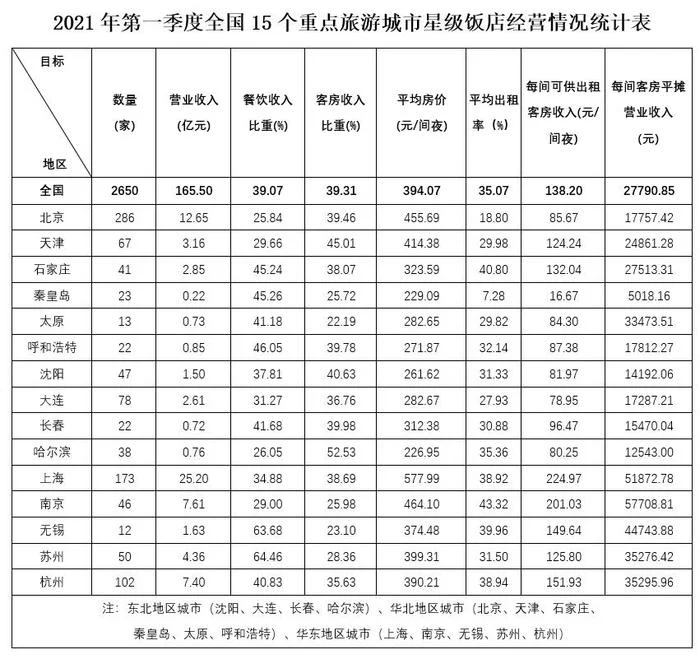 2021 年第一季度全国 15 个重点旅游城市星级饭店经营情况统计表
目标 地区 数量(家) 营业收入(亿元) 餐饮收入比重(%) 客房收入比重(%) 平均房价(元/间夜) 平均出租率（%） 每间可供出租客房收入(元/间夜) 每间客房平摊营业收入(元)
全国 2650 165.50 39.07 39.31 394.07 35.07 138.20 27790.85
北京 286 12.65 25.84 39.46 455.69 18.80 85.67 17757.42
天津 67 3.16 29.66 45.01 414.38 29.98 124.24 24861.28
石家庄 41 2.85 45.24 38.07 323.59 40.80 132.04 27513.31
秦皇岛 23 0.22 45.26 25.72 229.09 7.28 16.67 5018.16
太原 13 0.73 41.18 22.19 282.65 29.82 84.30 33473.51
呼和浩特 22 0.85 46.05 39.78 271.87 32.14 87.38 17812.27
沈阳 47 1.50 37.81 40.63 261.62 31.33 81.97 14192.06
大连 78 2.61 31.27 36.76 282.67 27.93 78.95 17287.21
长春 22 0.72 41.68 39.98 312.38 30.88 96.47 15470.04
哈尔滨 38 0.76 26.05 52.53 226.95 35.36 80.25 12543.00
上海 173 25.20 34.88 38.69 577.99 38.92 224.97 51872.78
南京 46 7.61 29.00 25.98 464.10 43.32 201.03 57708.81
无锡 12 1.63 63.68 23.10 374.48 39.96 149.64 44743.88
苏州 50 4.36 64.46 28.36 399.31 31.50 125.80 35276.42
杭州 102 7.40 40.83 35.63 390.21 38.94 151.93 35295.96
注：东北地区城市（沈阳、大连、长春、哈尔滨）、华北地区城市（北京、天津、石家庄、
秦皇岛、太原、呼和浩特）、华东地区城市（上海、南京、无锡、苏州、杭州）